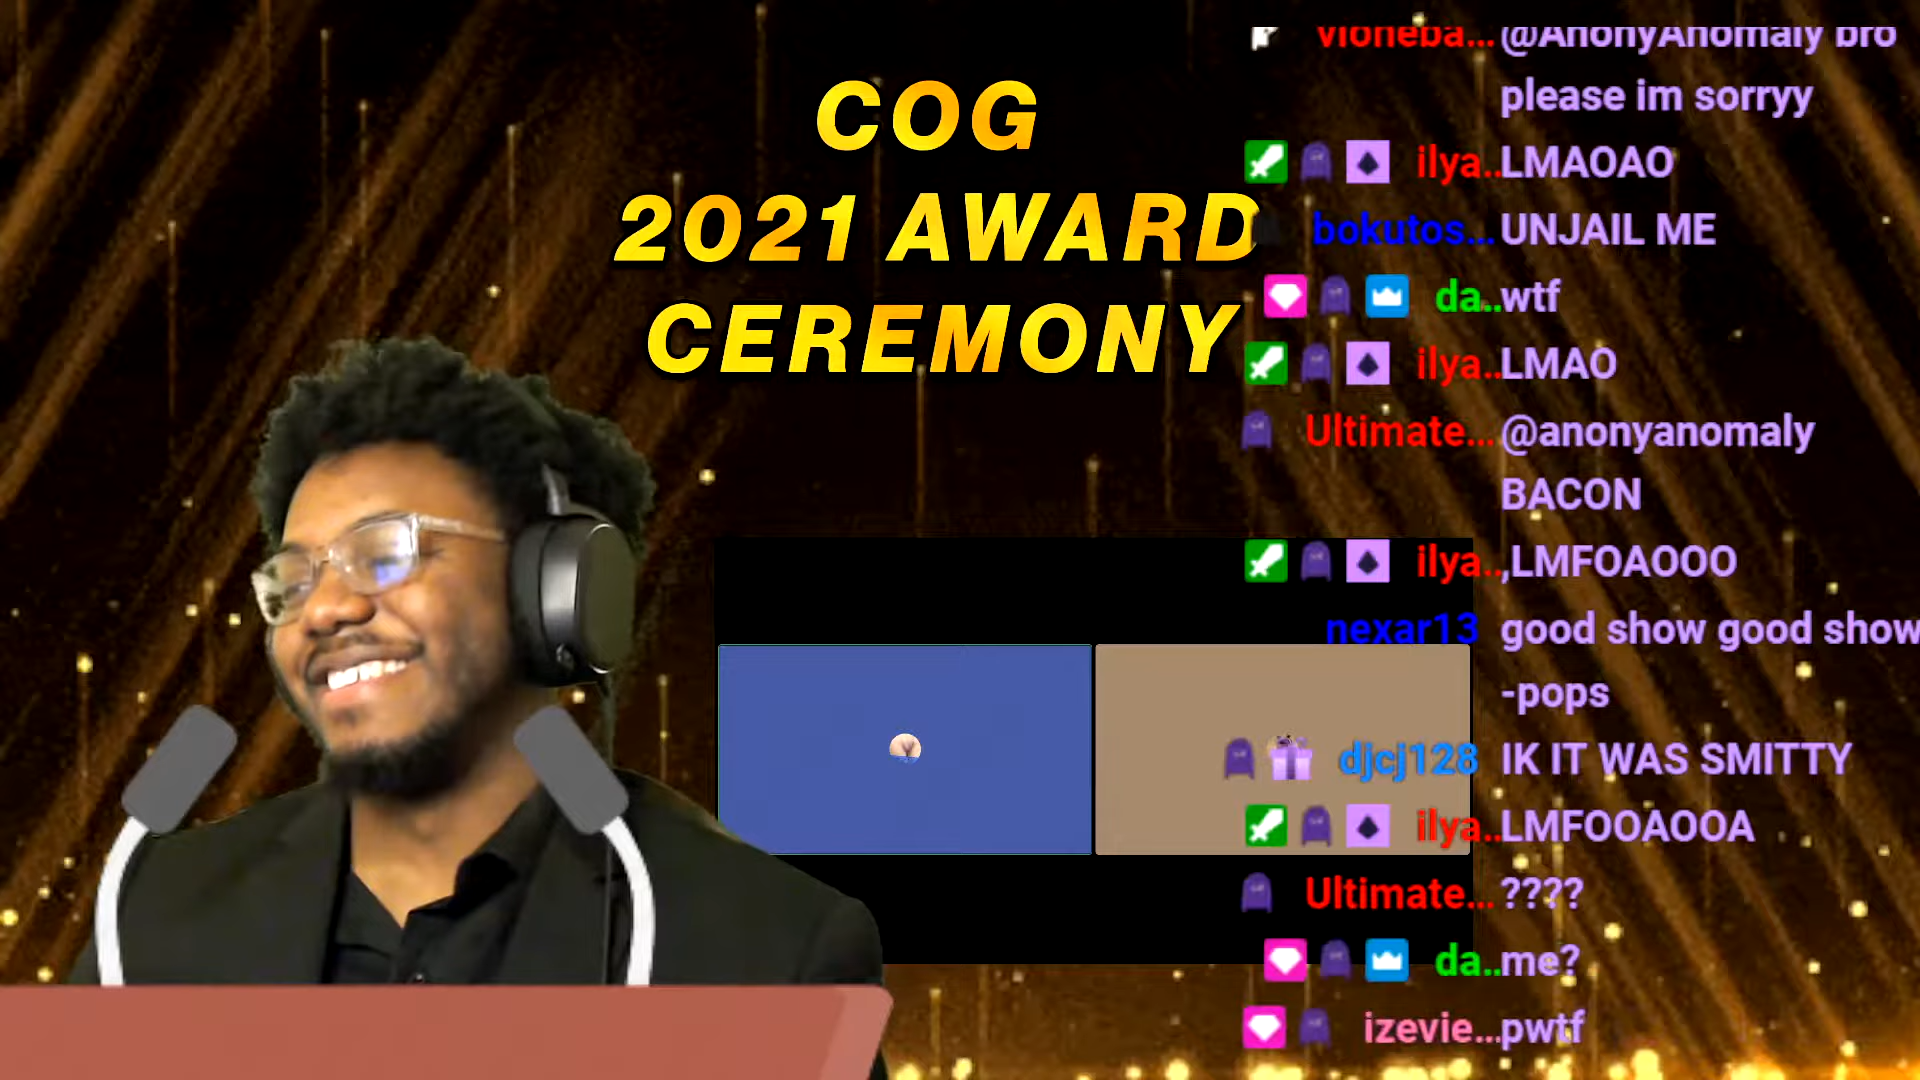 COG
2021 AWARD
CEREMONY
vioneba... @AnonyAnomaly bro
please im sorryy
ilya.. LMAOAO
bokutos... UNJAIL ME
da.. wtf
ilya.. LMAO
Ultimate... @anonyanomaly
BACON
ilya.. ,LMFOAOOO
nexar13 good show good show
-pops
djcj128 IK IT WAS SMITTY
ilya.. LMFOOAOOA
Ultimate... ????
da.. me?
izevie... pwtf